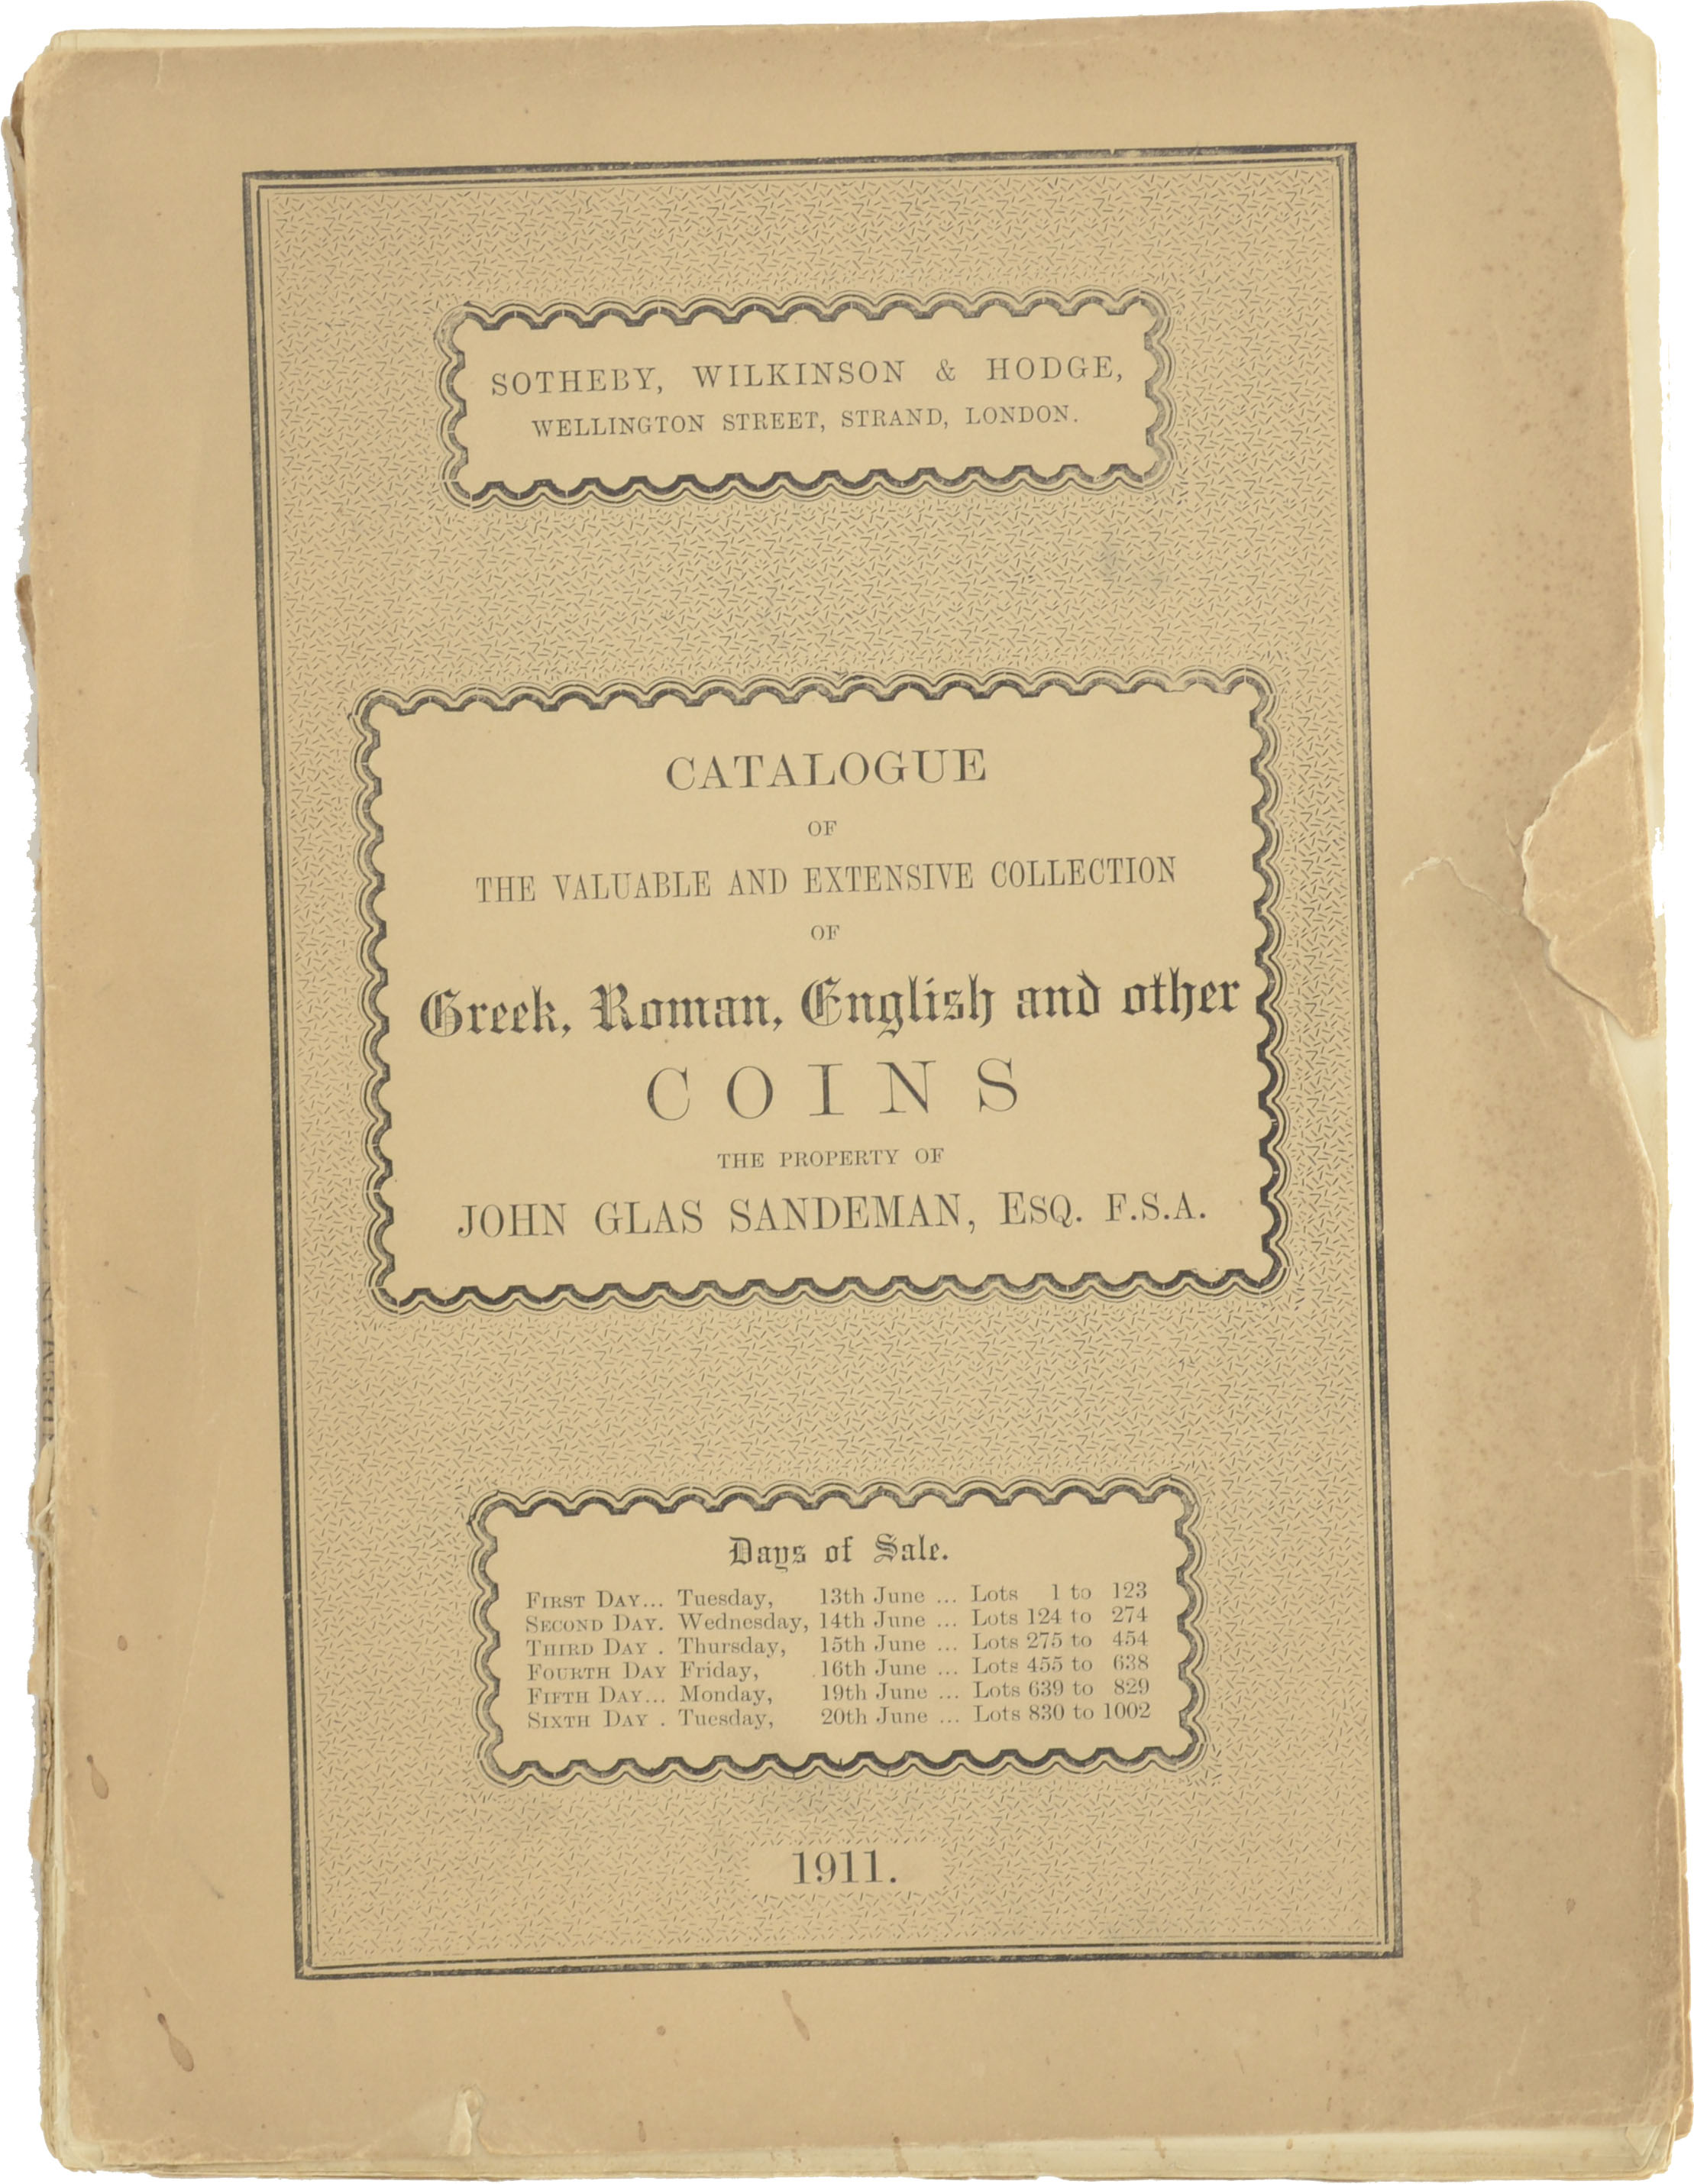 SOTHEBY, WILKINSON & HODGE,
WELLINGTON STREET, STRAND, LONDON.
CATALOGUE
OF
THE VALUABLE AND EXTENSIVE COLLECTION
OF
Greek, Roman, English and other
COINS
THE PROPERTY OF
JOHN GLAS SANDEMAN, ESQ. F.S.A.
Days of Sale.
FIRST DAY... Tuesday, 13th June ... Lots 1 to 123
SECOND DAY. Wednesday, 14th June ... Lots 124 to 274
THIRD DAY . Thursday, 15th June ... Lots 275 to 454
FOURTH DAY Friday, 16th June ... Lots 455 to 638
FIFTH DAY... Monday, 19th June ... Lots 639 to 829
SIXTH DAY . Tuesday, 20th June ... Lots 830 to 1002
1911.